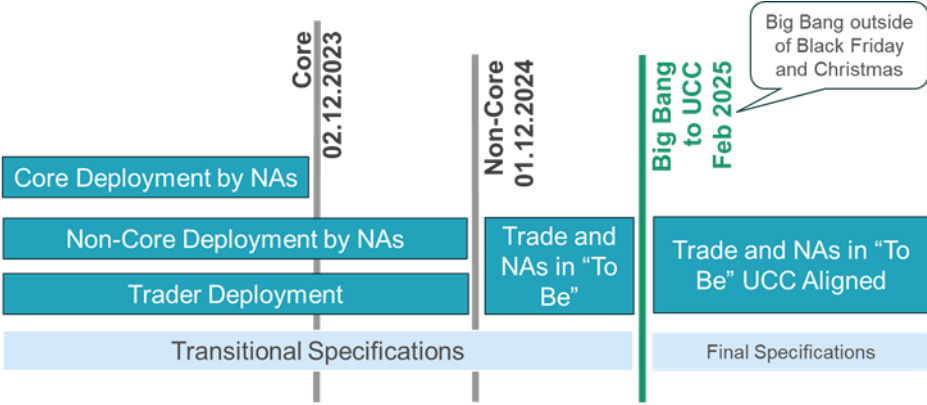 Core
02.12.2023
Non-Core
01.12.2024
Big Bang
to UCC
Feb 2025
Big Bang outside
of Black Friday
and Christmas
Core Deployment by NAs
Non-Core Deployment by NAs
Trader Deployment
Trade and
NAs in “To
Be”
Trade and NAs in “To
Be” UCC Aligned
Transitional Specifications
Final Specifications